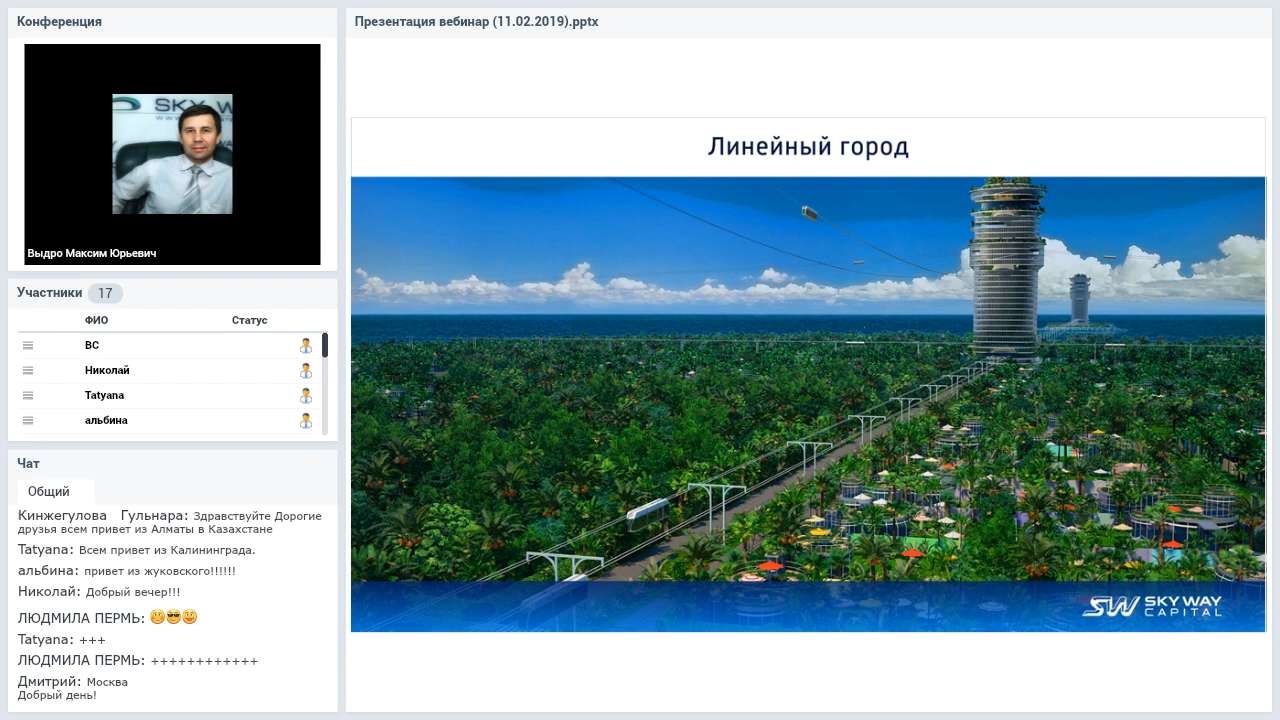 Конференция
SKY W
Выдро Максим Юрьевич
Участники 17
ФИО Статус
ВС
Николай
Tatyana
альбина
Чат
Общий
Кинжегулова Гульнара: Здравствуйте Дорогие
друзья всем привет из Алматы в Казахстане
Tatyana: Всем привет из Калининграда.
альбина: привет из жуковского!!!!!!
Николай: Добрый вечер!!!
ЛЮДМИЛА ПЕРМЬ:
Tatyana: +++
ЛЮДМИЛА ПЕРМЬ: ++++++++++++
Дмитрий: Москва
Добрый день!
Презентация вебинар (11.02.2019).pptx
Линейный город
SW SKY WAY
CAPITAL